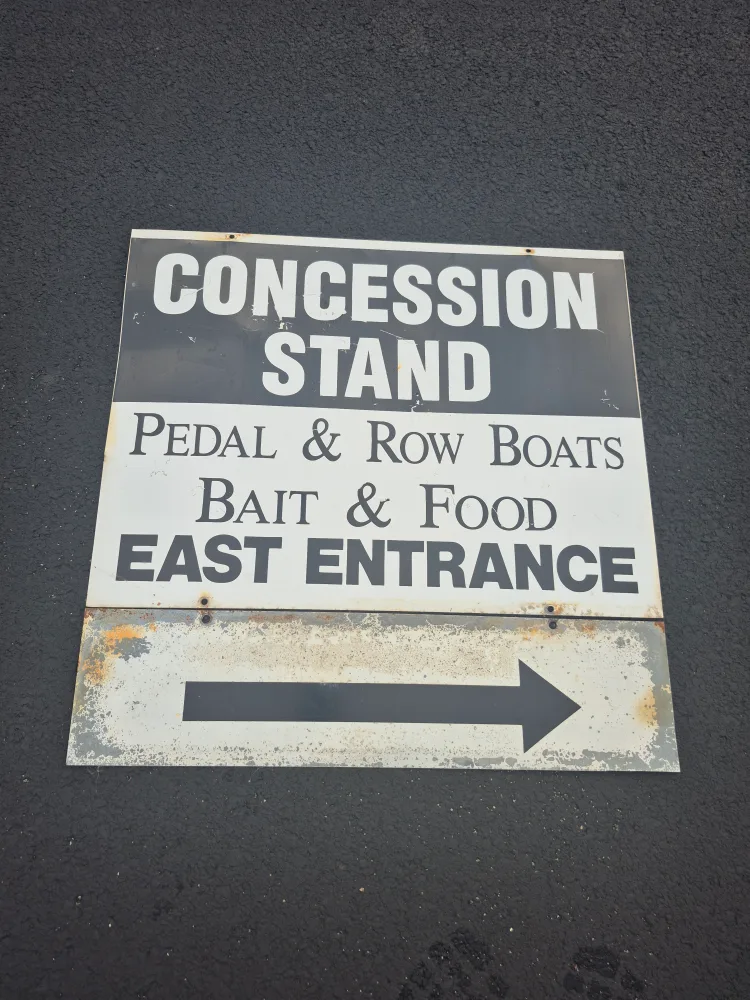 CONCESSION
STAND
PEDAL & ROW BOATS
BAIT & FOOD
EAST ENTRANCE